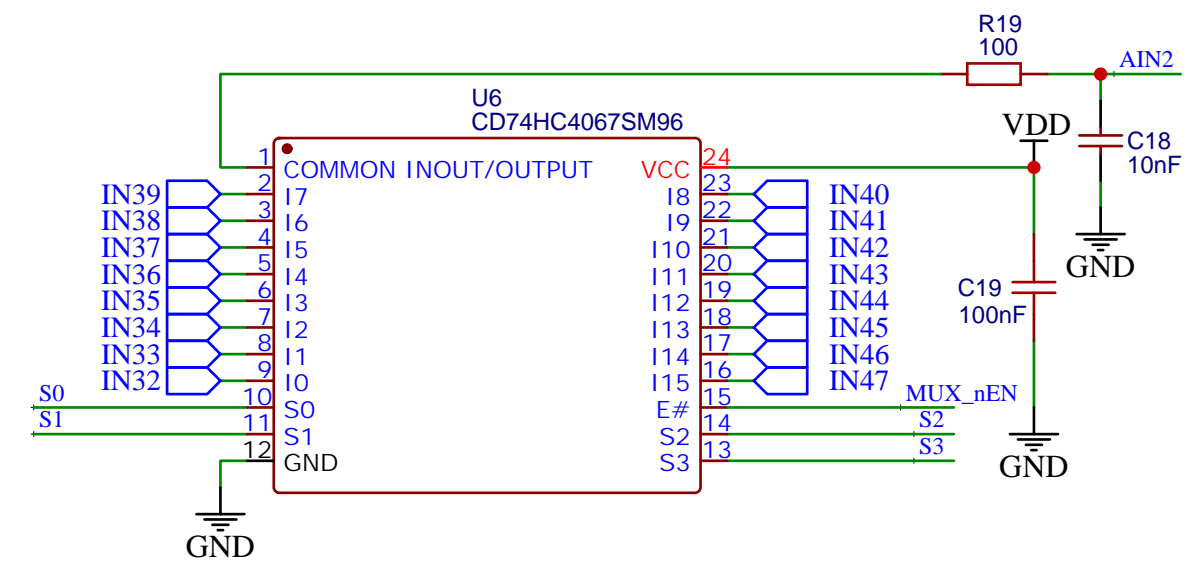 R19
100
AIN2
U6
CD74HC4067SM96
VDD
C18
10nF
GND
1 COMMON INOUT/OUTPUT VCC 24
IN39 2 I7 I8 23 IN40
IN38 3 I6 I9 22 IN41
IN37 4 I5 I10 21 IN42
IN36 5 I4 I11 20 IN43
IN35 6 I3 I12 19 IN44
IN34 7 I2 I13 18 IN45
IN33 8 I1 I14 17 IN46
IN32 9 I0 I15 16 IN47
S0 10 S0 E# 15 MUX_nEN
S1 11 S1 S2 14 S2
12 GND S3 13 S3
C19
100nF
GND
GND